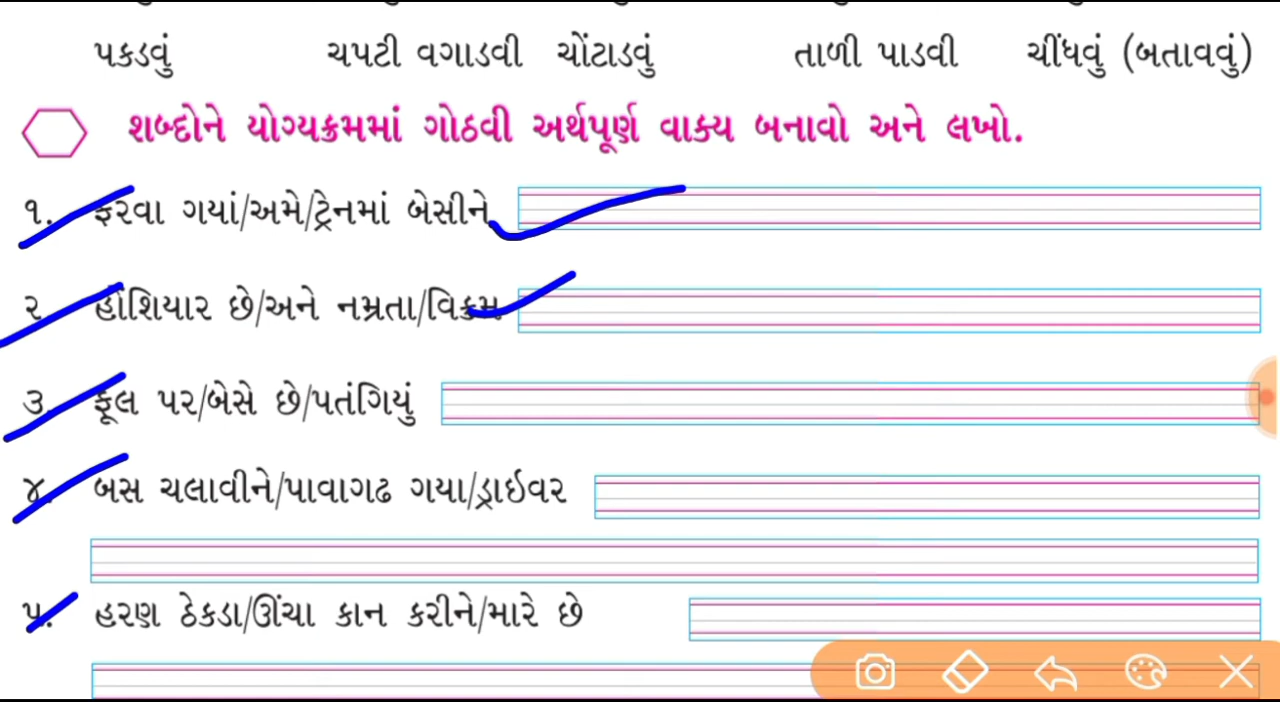 પકડવું ચપટી વગાડવી ચોંટાડવું તાળી પાડવી ચીંધવું (બતાવવું)
શબ્દોને યોગ્યક્રમમાં ગોઠવી અર્થપૂર્ણ વાક્ય બનાવો અને લખો.
૧. ફરવા ગયાં/અમે/ટ્રેનમાં બેસીને
૨. હોંશિયાર છે/અને નમ્રતા/વિક્રમ
૩. ફૂલ પર/બેસે છે/પતંગિયું
૪. બસ ચલાવીને/પાવાગઢ ગયા/ડ્રાઇવર
૫. હરણ ઠેકડા/ઊંચા કાન કરીને/મારે છે